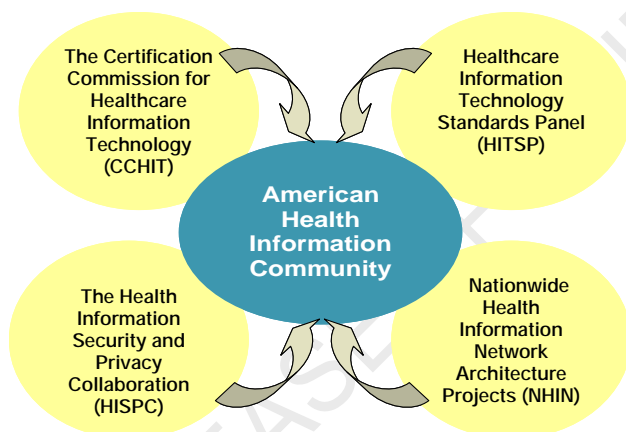 The Certification
Commission for
Healthcare
Information
Technology
(CCHIT)
Healthcare
Information
Technology
Standards Panel
(HITSP)
American
Health
Information
Community
The Health
Information
Security and
Privacy
Collaboration
(HISPC)
Nationwide
Health
Information
Network
Architecture
Projects (NHIN)